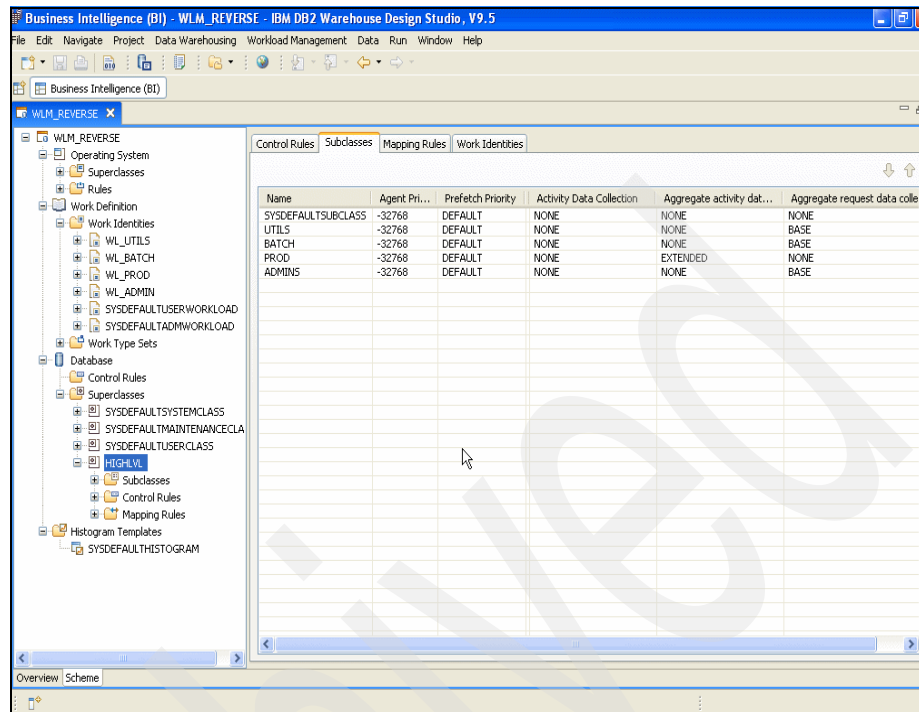 Business Intelligence (BI) - WLM_REVERSE - IBM DB2 Warehouse Design Studio, V9.5
File Edit Navigate Project Data Warehousing Workload Management Data Run Window Help
Business Intelligence (BI)
WLM_REVERSE
WLM_REVERSE
Operating System
Superclasses
Rules
Work Definition
Work Identities
WL_UTILS
WL_BATCH
WL_PROD
WL_ADMIN
SYSDEFAULTUSERWORKLOAD
SYSDEFAULTADMWORKLOAD
Work Type Sets
Database
Control Rules
Superclasses
SYSDEFAULTSYSTEMCLASS
SYSDEFAULTMAINTENANCECLA
SYSDEFAULTUSERCLASS
HIGHLVL
Subclasses
Control Rules
Mapping Rules
Histogram Templates
SYSDEFAULTHISTOGRAM
Control Rules Subclasses Mapping Rules Work Identities
Name Agent Pri... Prefetch Priority Activity Data Collection Aggregate activity dat... Aggregate request data colle
SYSDEFAULTSUBCLASS -32768 DEFAULT NONE NONE NONE
UTILS -32768 DEFAULT NONE NONE BASE
BATCH -32768 DEFAULT NONE NONE BASE
PROD -32768 DEFAULT NONE EXTENDED NONE
ADMINS -32768 DEFAULT NONE NONE BASE
Overview Scheme